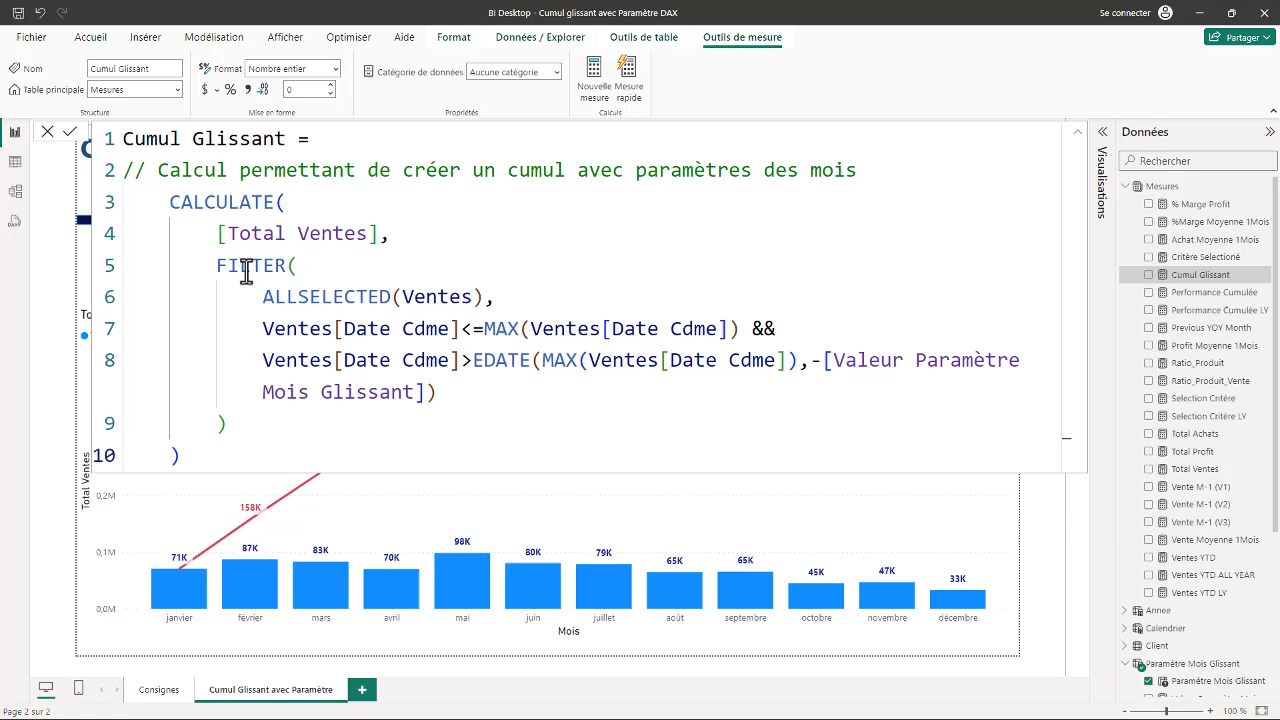 BI Desktop - Cumul glissant avec Paramètre DAX
Se connecter
Fichier Accueil Insérer Modélisation Afficher Optimiser Aide Format Données / Explorer Outils de table Outils de mesure
Partager
Nom Cumul Glissant
Table principale Mesures
Structure
Format Nombre entier
$ % 0
Mise en forme
Catégorie de données Aucune catégorie
Propriétés
Nouvelle mesure
Mesure rapide
Calculs
1 Cumul Glissant =
2 // Calcul permettant de créer un cumul avec paramètres des mois
3 CALCULATE(
4 [Total Ventes],
5 FILTER(
6 ALLSELECTED(Ventes),
7 Ventes[Date Cdme]<=MAX(Ventes[Date Cdme]) &&
8 Ventes[Date Cdme]>EDATE(MAX(Ventes[Date Cdme]),-[Valeur Paramètre
Mois Glissant])
9 )
10 )
Total Ventes
0,2M
0,1M
0,0M
158K
71K 87K 83K 70K 98K 80K 79K 65K 65K 45K 47K 33K
janvier février mars avril mai juin juillet août septembre octobre novembre décembre
Mois
Visualisations
Données
Rechercher
Mesures
% Marge Profit
%Marge Moyenne 1Mois
Achat Moyenne 1Mois
Critère Selectioné
Cumul Glissant
Performance Cumulée
Performance Cumulée LY
Previous YQY Month
Profit Moyenne 1Mois
Ratio_Produit
Ratio_Produit_Vente
Selection Critère
Selection Critère LY
Total Achats
Total Profit
Total Ventes
Vente M-1 (V1)
Vente M-1 (V2)
Vente M-1 (V3)
Vente Moyenne 1Mois
Ventes YTD
Ventes YTD ALL YEAR
Ventes YTD LY
Annee
Calendrier
Client
Paramètre Mois Glissant
Paramètre Mois Glissant
Consignes Cumul Glissant avec Paramètre +
Page 2 sur 2
- + 100 %